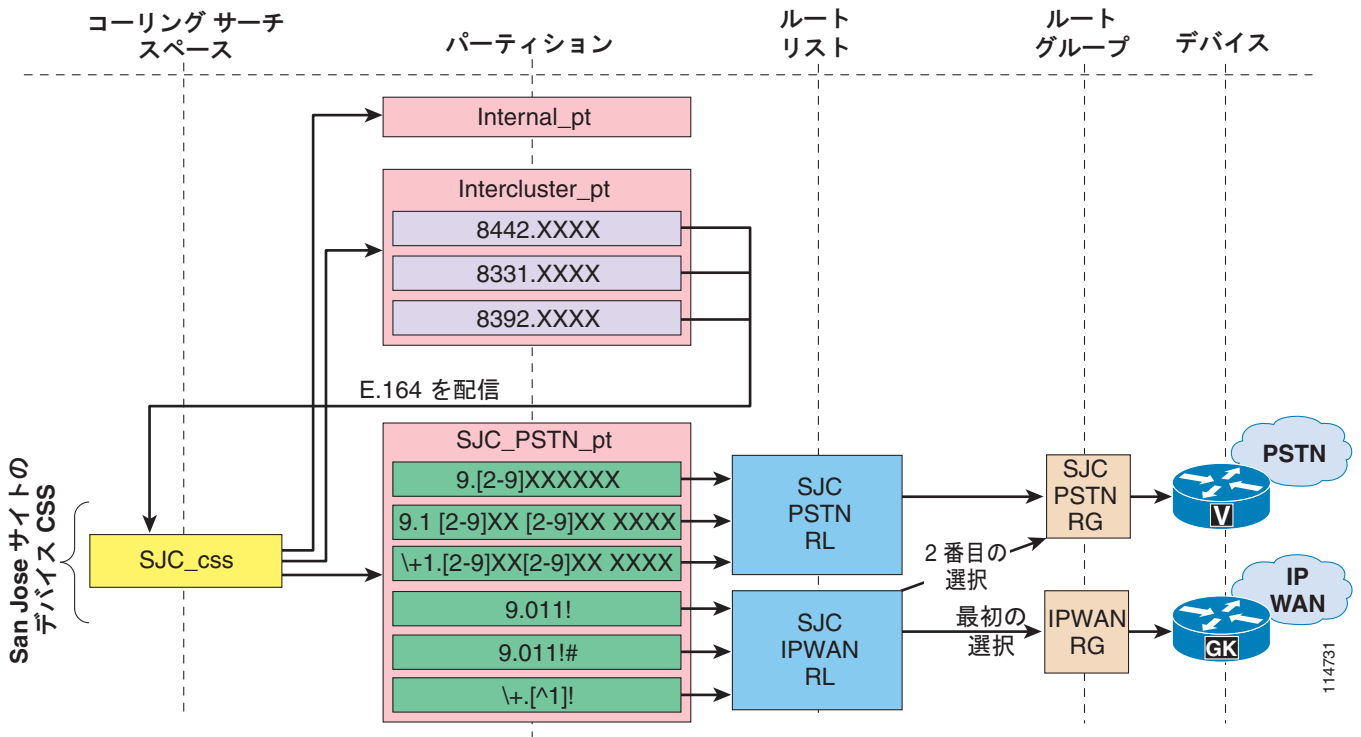 コーリング サーチ
スペース
パーティション
ルート
リスト
ルート
グループ
デバイス
Internal_pt
Intercluster_pt
8442.XXXX
8331.XXXX
8392.XXXX
E.164 を配信
San Jose サイトの
デバイス CSS
SJC_css
SJC_PSTN_pt
9.[2-9]XXXXXX
9.1 [2-9]XX [2-9]XX XXXX
\+1.[2-9]XX[2-9]XX XXXX
9.011!
9.011!#
\+.[^1]!
SJC
PSTN
RL
SJC
IPWAN
RL
2 番目の
選択
最初の
選択
SJC
PSTN
RG
IPWAN
RG
PSTN
V
IP
WAN
GK
114731